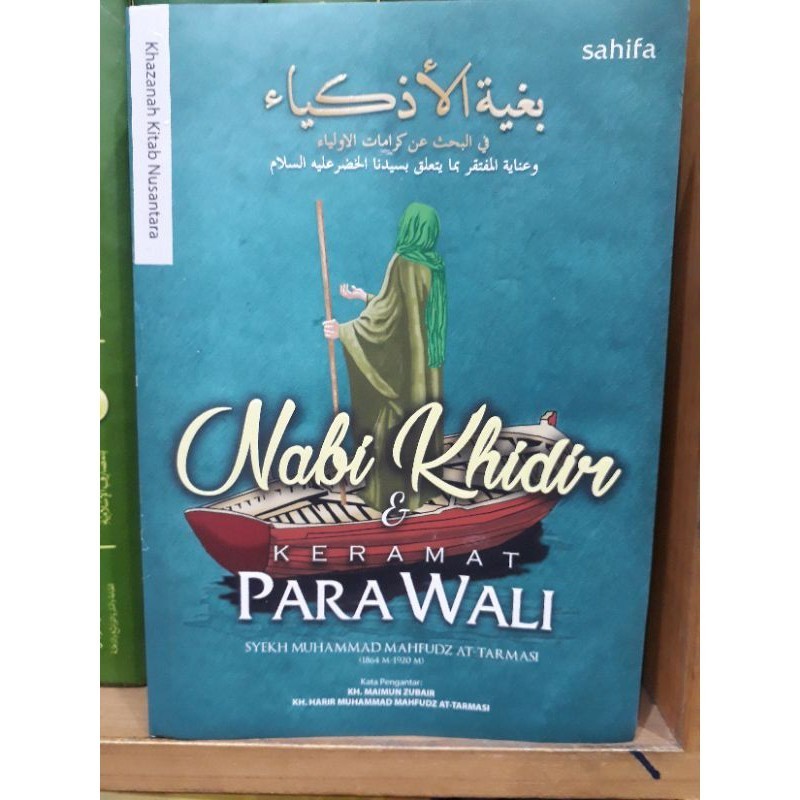 sahifa
Khazanah Kitab Nusantara
بغية الأذكياء
في البحث عن كرامات الاولياء
وعناية المفتقر بما يتعلق بسيدنا الخضر عليه السلام
Nabi Khidir
&
KERAMAT
PARA WALI
SYEKH MUHAMMAD MAHFUDZ AT-TARMASI
(1864 M-1920 M)
Kata Pengantar:
KH. MAIMUN ZUBAIR
KH. HARIR MUHAMMAD MAHFUDZ AT-TARMASI